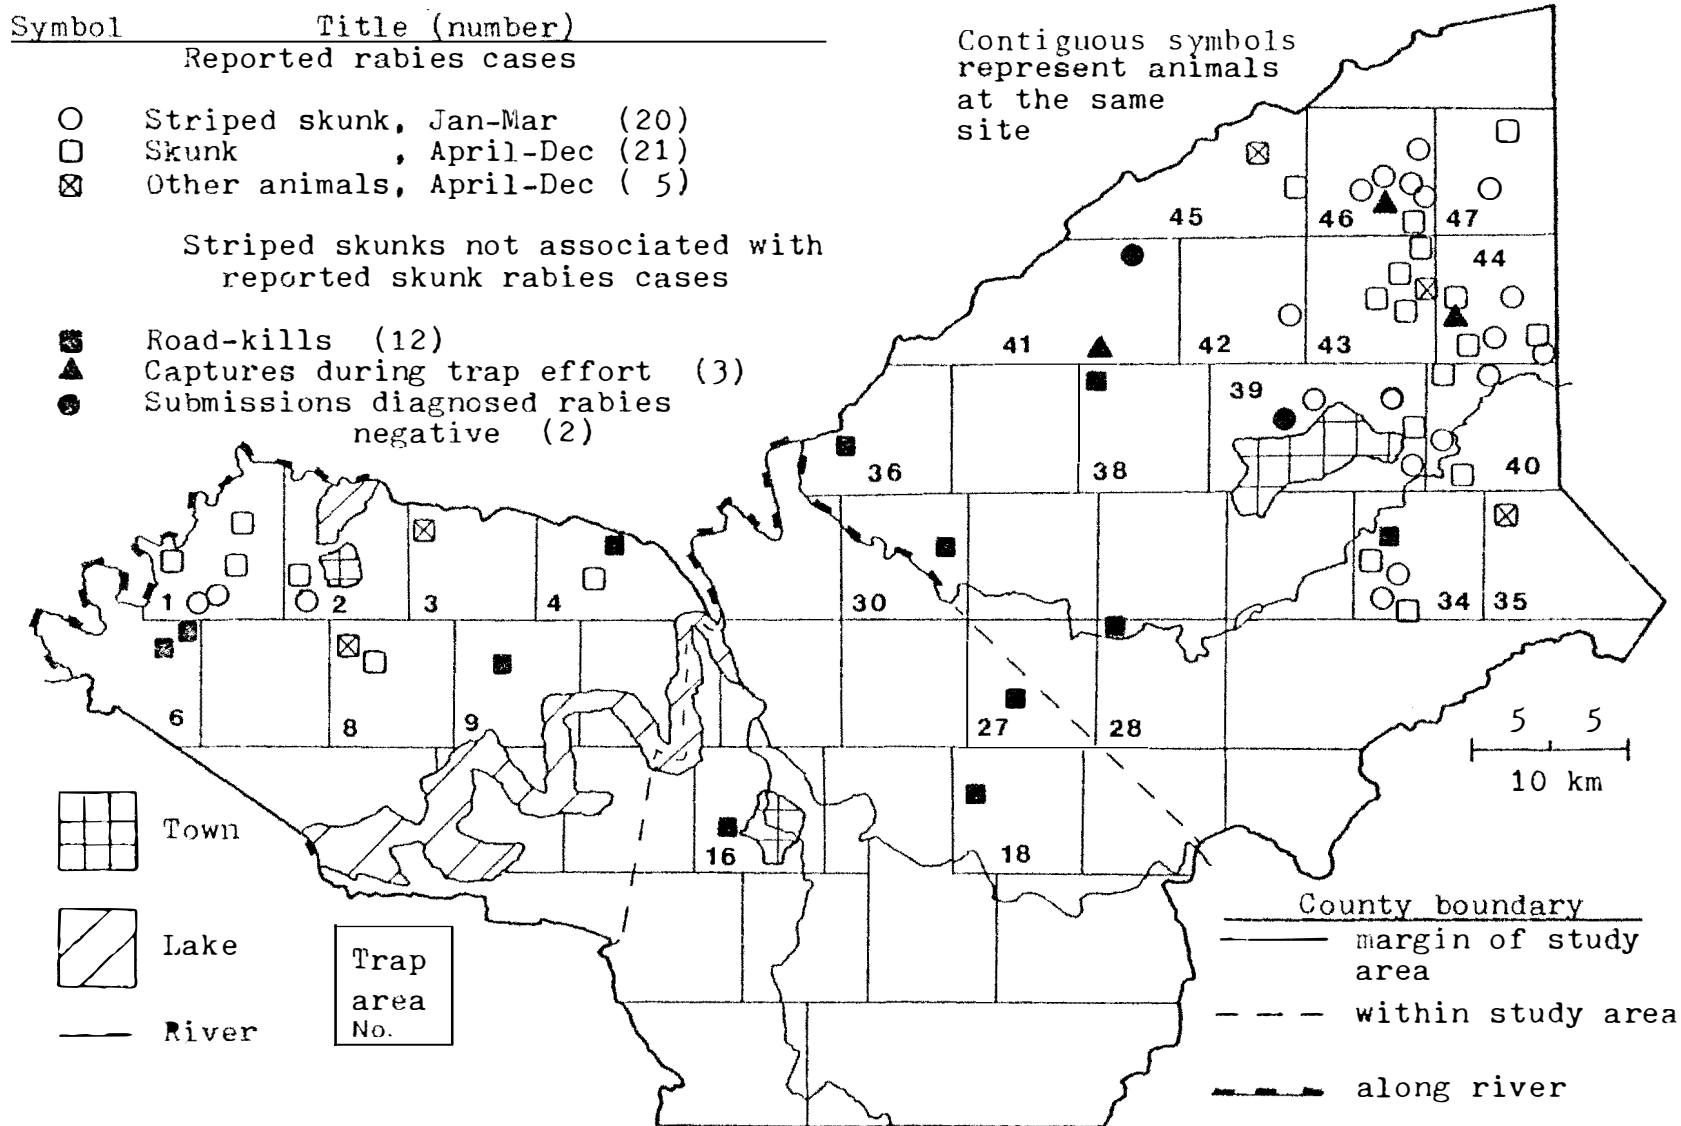 Symbol Title (number)
Reported rabies cases
Striped skunk, Jan-Mar (20)
Skunk , April-Dec (21)
Other animals, April-Dec ( 5)
Striped skunks not associated with
reported skunk rabies cases
Road-kills (12)
Captures during trap effort (3)
Submissions diagnosed rabies
negative (2)
Contiguous symbols
represent animals
at the same
site
45
46
47
44
41
42
43
39
36
38
40
1
2
3
4
30
34
35
6
8
9
27
28
16
18
5 5
10 km
Town
Lake
River
Trap
area
No.
County boundary
margin of study
area
within study area
along river